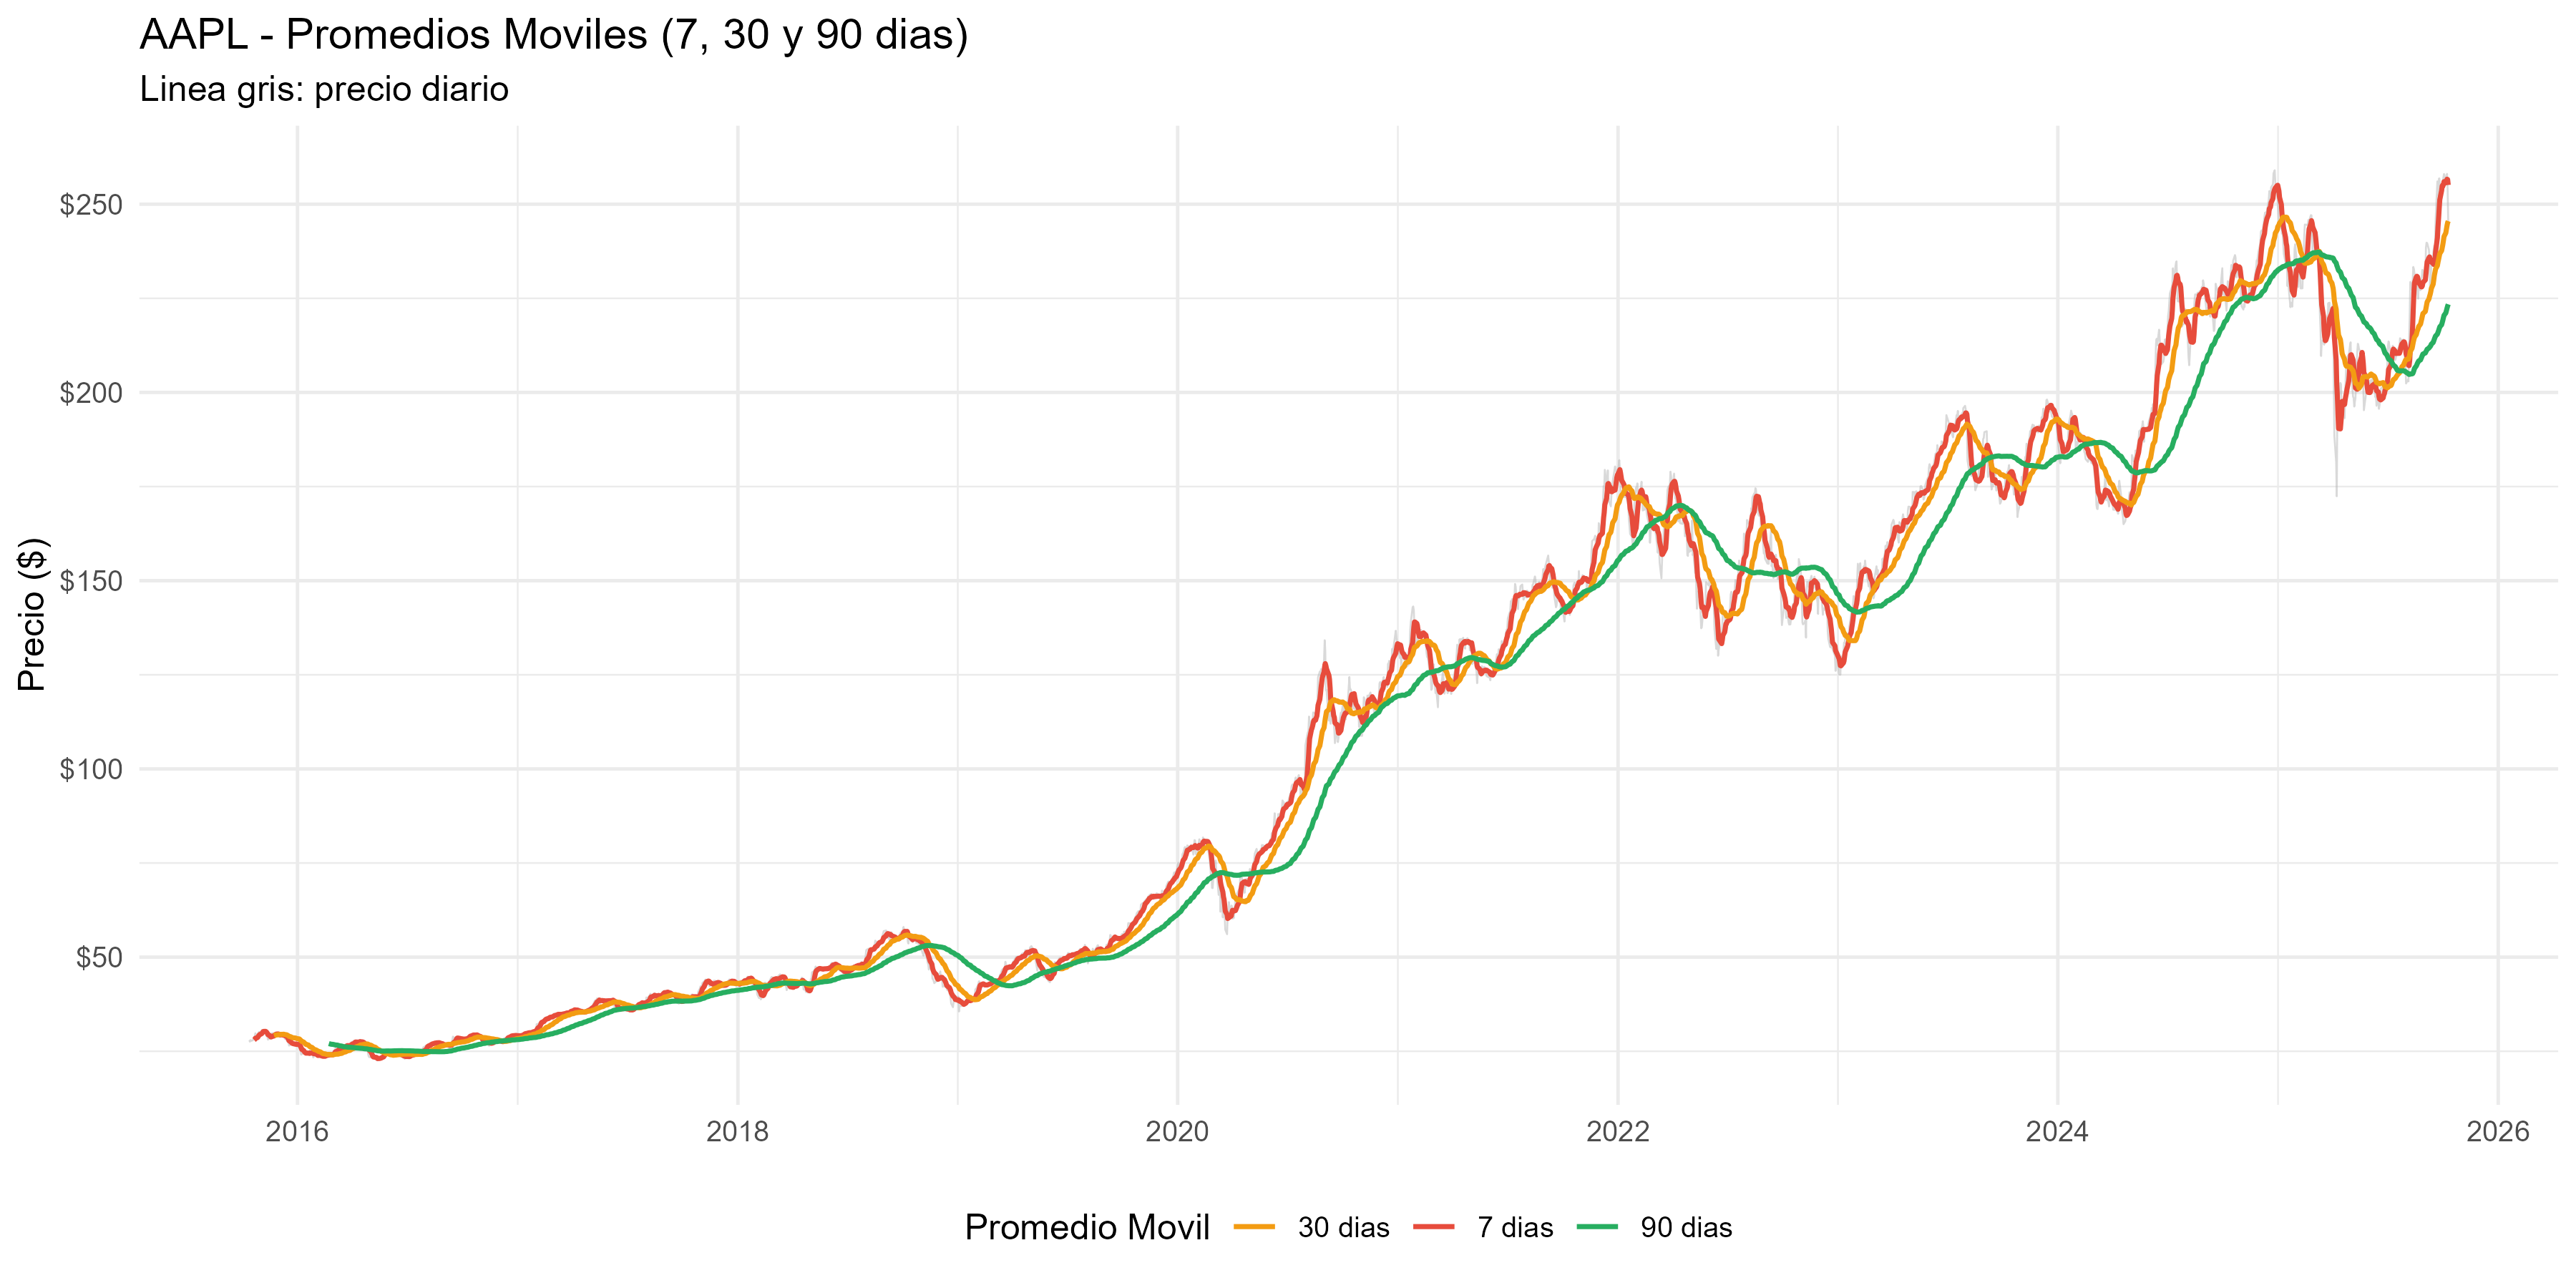 AAPL - Promedios Moviles (7, 30 y 90 dias)
Linea gris: precio diario
Precio ($)
$250
$200
$150
$100
$50
2016 2018 2020 2022 2024 2026
Promedio Movil 30 dias 7 dias 90 dias